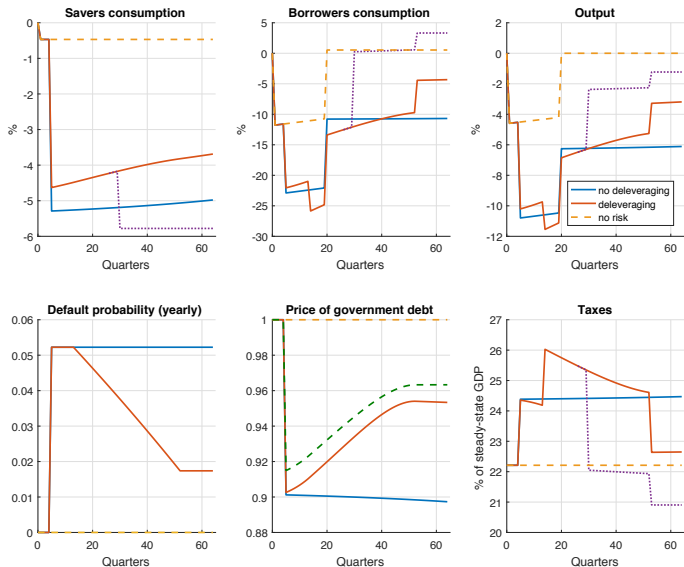 Savers consumption
%
0
-1
-2
-3
-4
-5
-6
0 20 40 60
Quarters
Borrowers consumption
%
5
0
-5
-10
-15
-20
-25
-30
0 20 40 60
Quarters
Output
%
2
0
-2
-4
-6
-8
-10
-12
0 20 40 60
Quarters
no deleveraging
deleveraging
no risk
Default probability (yearly)
0.06
0.05
0.04
0.03
0.02
0.01
0
0 20 40 60
Quarters
Price of government debt
1
0.98
0.96
0.94
0.92
0.9
0.88
0 20 40 60
Quarters
Taxes
% of steady-state GDP
27
26
25
24
23
22
21
20
0 20 40 60
Quarters